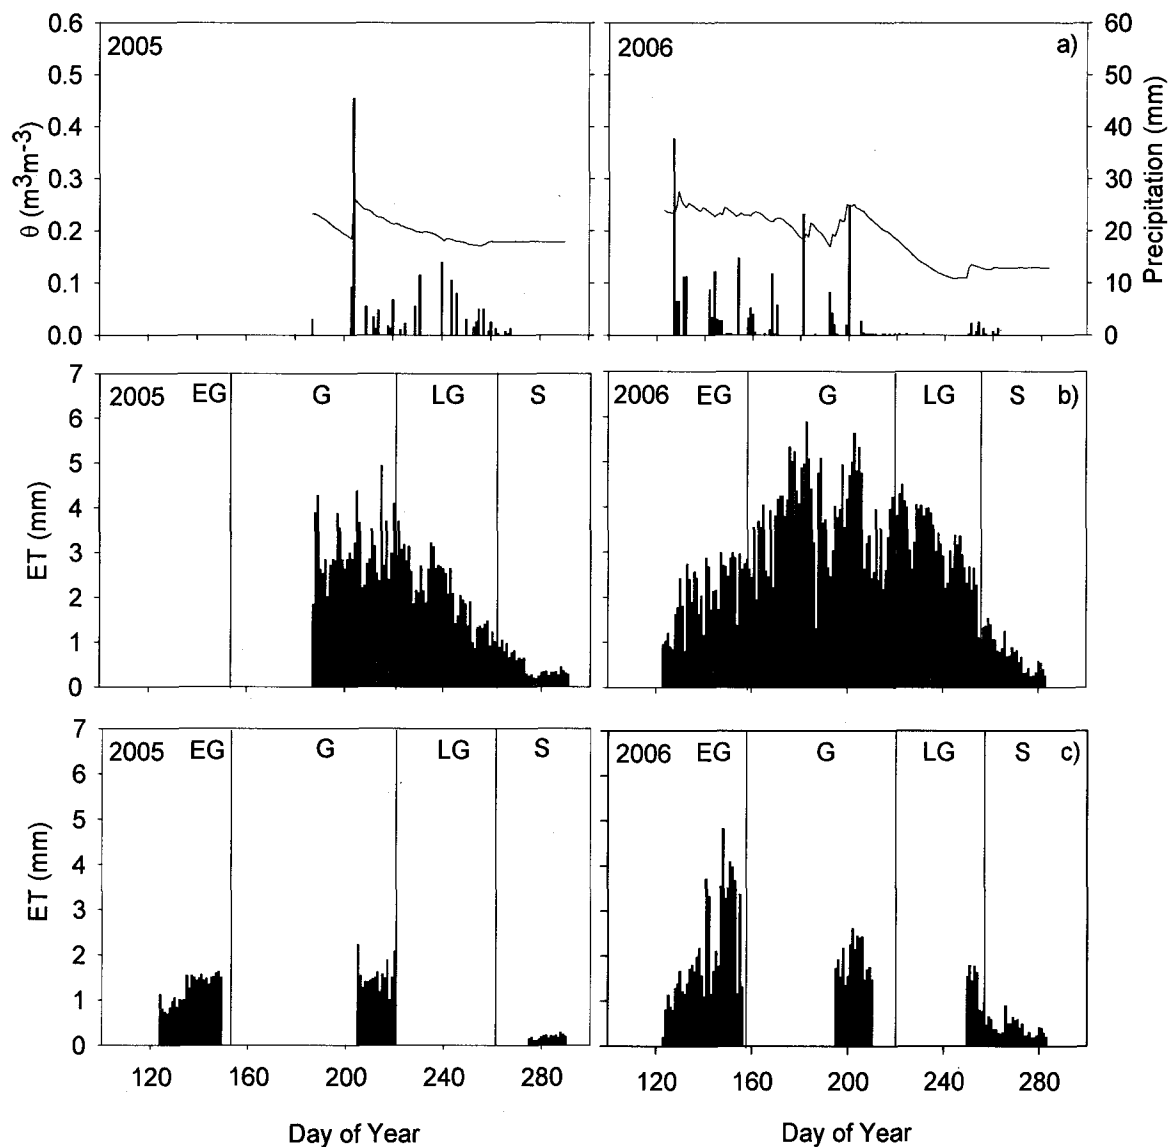 0.6
0.5
0.4
0.3
0.2
0.1
0.0
θ (m3m-3)
2005
2006
a)
60
50
40
30
20
10
0
Precipitation (mm)
7
6
5
4
3
2
1
0
ET (mm)
2005
EG
G
LG
S
2006
EG
G
LG
S
b)
7
6
5
4
3
2
1
0
ET (mm)
2005
EG
G
LG
S
2006
EG
G
LG
S
c)
120
160
200
240
280
120
160
200
240
280
Day of Year
Day of Year